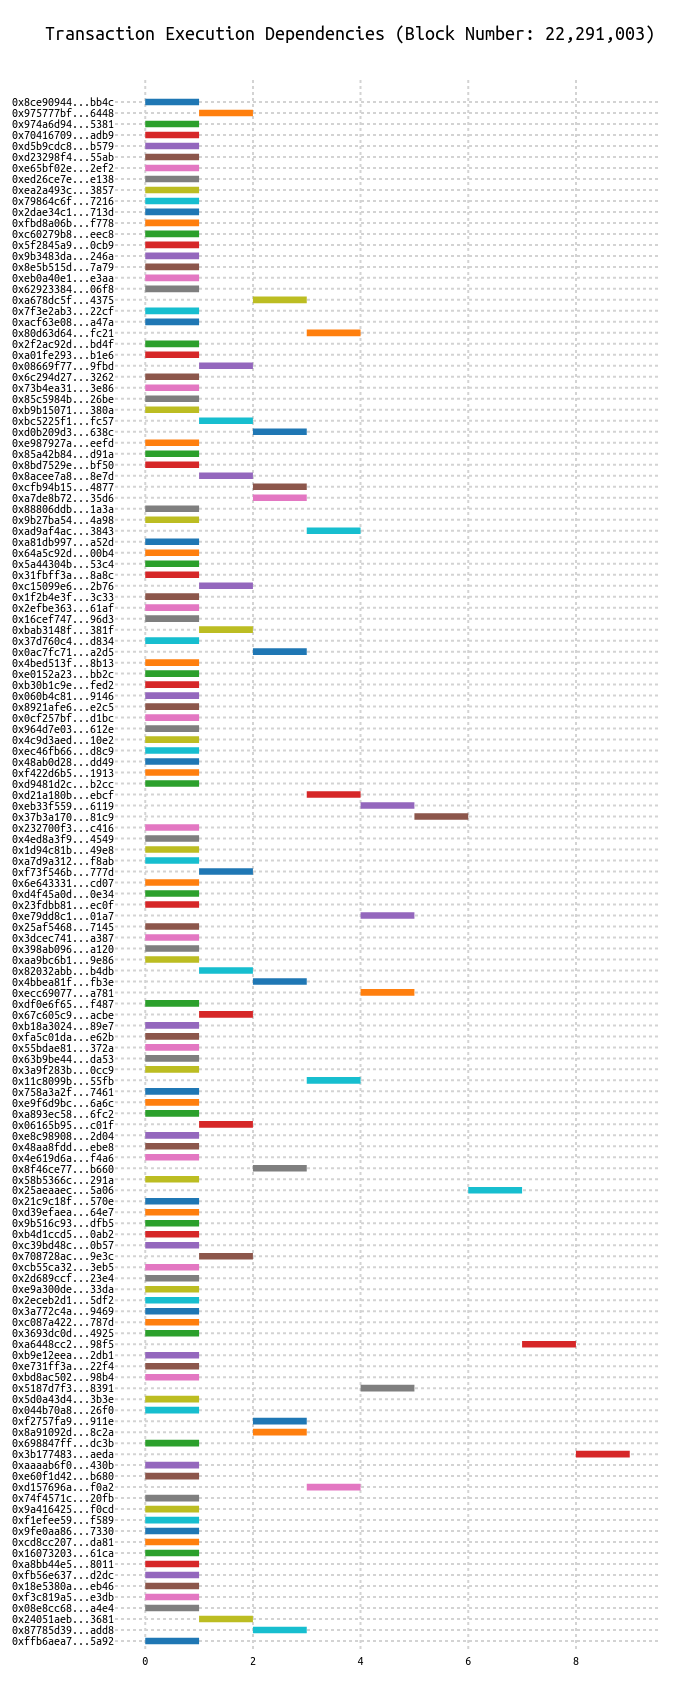 Transaction Execution Dependencies (Block Number: 22,291,003)
0x8ce90944...bb4c
0x975777bf...6448
0x974a6d94...5381
0x70416709...adb9
0xd5b9cdc8...b579
0xd23298f4...55ab
0xe65bf02e...2ef2
0xed26ce7e...e138
0xea2a493c...3857
0x79864c6f...7216
0x2dae34c1...713d
0xfbd8a06b...f778
0xc60279b8...eec8
0x5f2845a9...0cb9
0x9b3483da...246a
0x8e5b515d...7a79
0xeb0a40e1...e3aa
0x62923384...06f8
0xa678dc5f...4375
0x7f3e2ab3...22cf
0xacf63e08...a47a
0x80d63d64...fc21
0x2f2ac92d...bd4f
0xa01fe293...b1e6
0x08669f77...9fbd
0x6c294d27...3262
0x73b4ea31...3e86
0x85c5984b...26be
0xb9b15071...380a
0xbc5225f1...fc57
0xd0b209d3...638c
0xe987927a...eefd
0x85a42b84...d91a
0x8bd7529e...bf50
0x8acee7a8...8e7d
0xcfb94b15...4877
0xa7de8b72...35d6
0x88806ddb...1a3a
0x9b27ba54...4a98
0xad9af4ac...3843
0xa81db997...a52d
0x64a5c92d...00b4
0x5a44304b...53c4
0x31fbff3a...8a8c
0xc15099e6...2b76
0x1f2b4e3f...3c33
0x2efbe363...61af
0x16cef747...96d3
0xbab3148f...381f
0x37d760c4...d834
0x0ac7fc71...a2d5
0x4bed513f...8b13
0xe0152a23...bb2c
0xb30b1c9e...fed2
0x060b4c81...9146
0x8921afe6...e2c5
0x0cf257bf...d1bc
0x964d7e03...612e
0x4c9d3aed...10e2
0xec46fb66...d8c9
0x48ab0d28...dd49
0xf422d6b5...1913
0xd9481d2c...b2cc
0xd21a180b...ebcf
0xeb33f559...6119
0x37b3a170...81c9
0x232700f3...c416
0x4ed8a3f9...4549
0x1d94c81b...49e8
0xa7d9a312...f8ab
0xf73f546b...777d
0x6e643331...cd07
0xd4f45a0d...0e34
0x23fdbb81...ec0f
0xe79dd8c1...01a7
0x25af5468...7145
0x3dcec741...a387
0x398ab096...a120
0xaa9bc6b1...9e86
0x82032abb...b4db
0x4bbea81f...fb3e
0xecc69077...a781
0xdf0e6f65...f487
0x67c605c9...acbe
0xb18a3024...89e7
0xfa5c01da...e62b
0x55bdae81...372a
0x63b9be44...da53
0x3a9f283b...0cc9
0x11c8099b...55fb
0x758a3a2f...7461
0xe9f6d9bc...6a6c
0xa893ec58...6fc2
0x06165b95...c01f
0xe8c98908...2d04
0x48aa8fdd...ebe8
0x4e619d6a...f4a6
0x8f46ce77...b660
0x58b5366c...291a
0x25aeaaec...5a06
0x21c9c18f...570e
0xd39efaea...64e7
0x9b516c93...dfb5
0xb4d1ccd5...0ab2
0xc39bd48c...0b57
0x708728ac...9e3c
0xcb55ca32...3eb5
0x2d689ccf...23e4
0xe9a300de...33da
0x2eceb2d1...5df2
0x3a772c4a...9469
0xc087a422...787d
0x3693dc0d...4925
0xa6448cc2...98f5
0xb9e12eea...2db1
0xe731ff3a...22f4
0xbd8ac502...98b4
0x5187d7f3...8391
0x5d0a43d4...3b3e
0x044b70a8...26f0
0xf2757fa9...911e
0x8a91092d...8c2a
0x698847ff...dc3b
0x3b177483...aeda
0xaaaab6f0...430b
0xe60f1d42...b680
0xd157696a...f0a2
0x74f4571c...20fb
0x9a416425...f0cd
0xf1efee59...f589
0x9fe0aa86...7330
0xcd8cc207...da81
0x16073203...61ca
0xa8bb44e5...8011
0xfb56e637...d2dc
0x18e5380a...eb46
0xf3c819a5...e3db
0x08e8cc68...a4e4
0x24051aeb...3681
0x87785d39...add8
0xffb6aea7...5a92
0 2 4 6 8